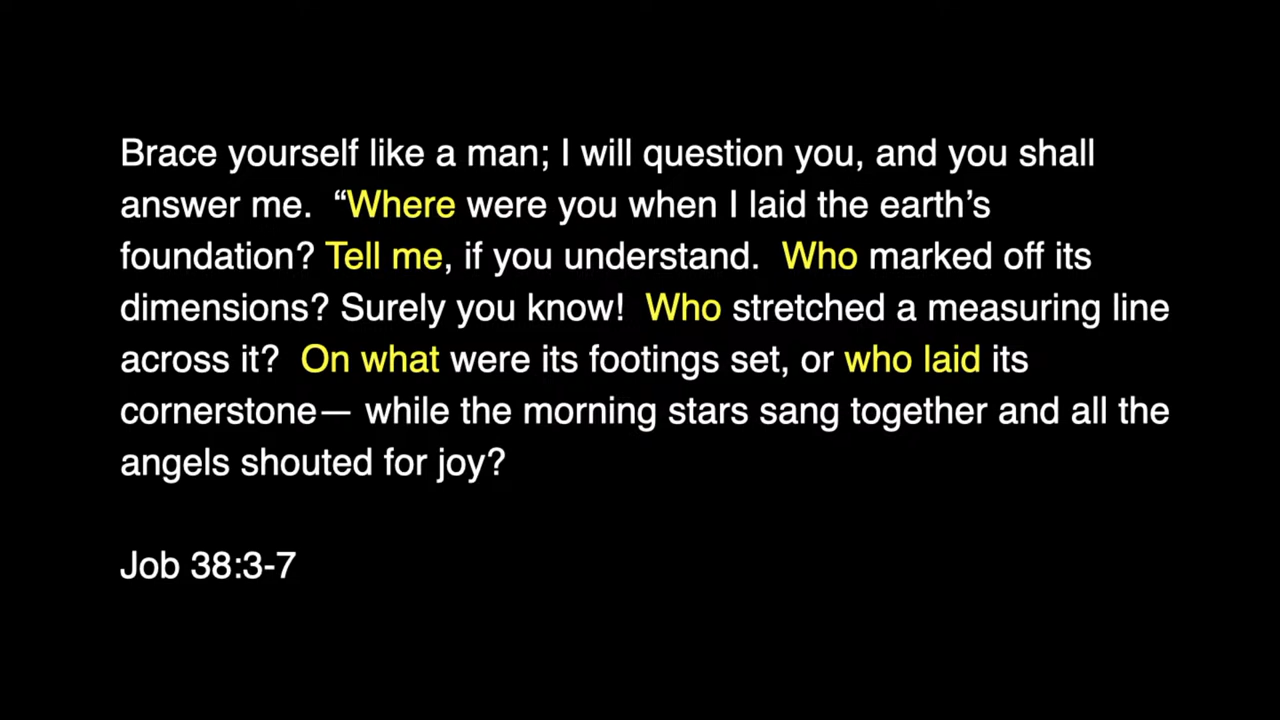 Brace yourself like a man; I will question you, and you shall
answer me.  “Where were you when I laid the earth’s
foundation? Tell me, if you understand.  Who marked off its
dimensions? Surely you know!  Who stretched a measuring line
across it?  On what were its footings set, or who laid its
cornerstone— while the morning stars sang together and all the
angels shouted for joy?
Job 38:3-7